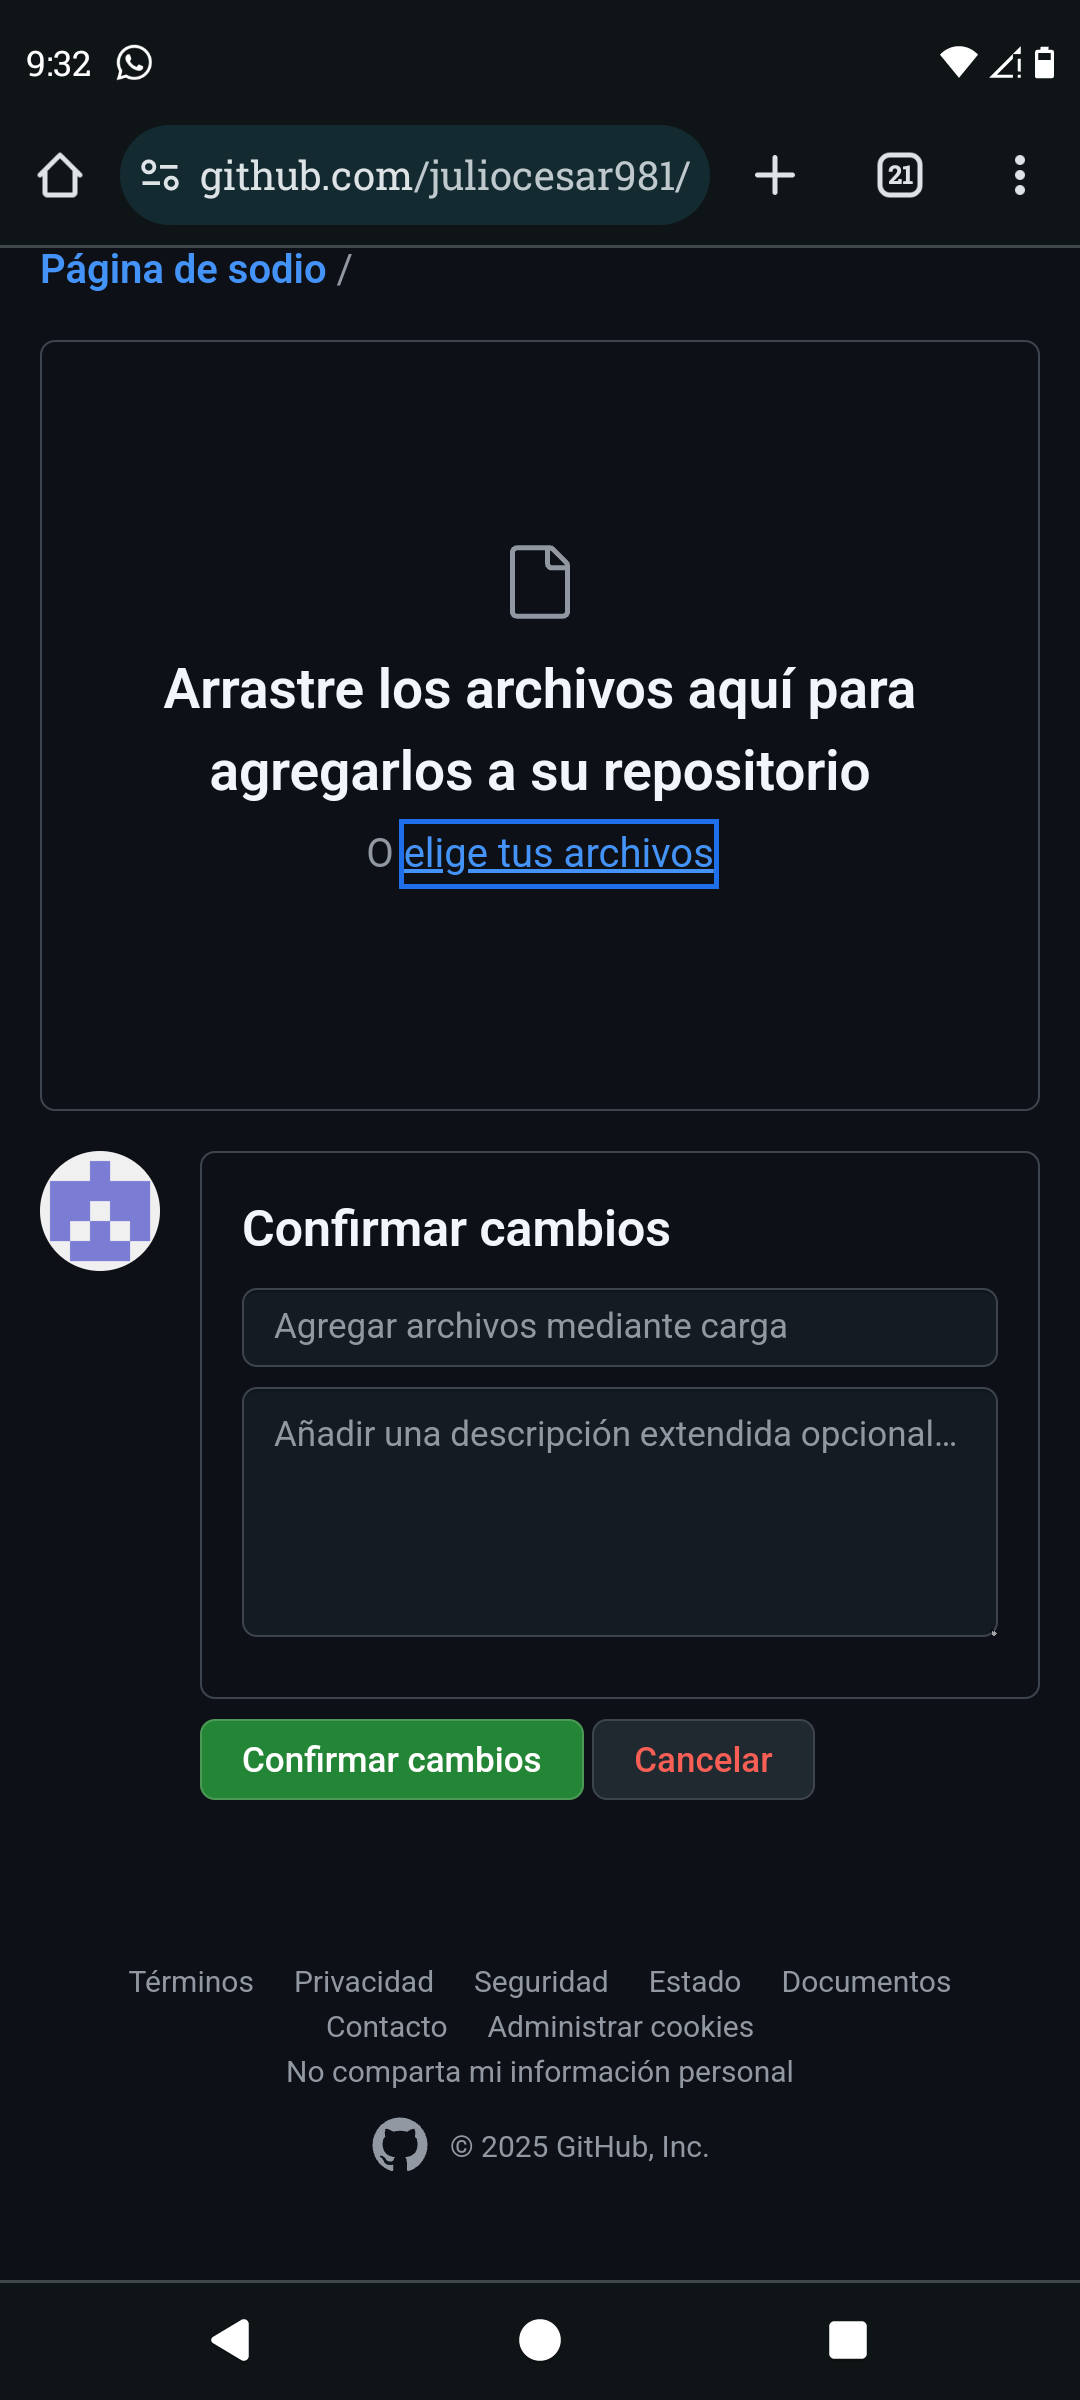 9:32
github.com/juliocesar981/
21
Página de sodio /
Arrastre los archivos aquí para
agregarlos a su repositorio
O elige tus archivos
Confirmar cambios
Agregar archivos mediante carga
Añadir una descripción extendida opcional...
Confirmar cambios Cancelar
Términos Privacidad Seguridad Estado Documentos
Contacto Administrar cookies
No comparta mi información personal
© 2025 GitHub, Inc.